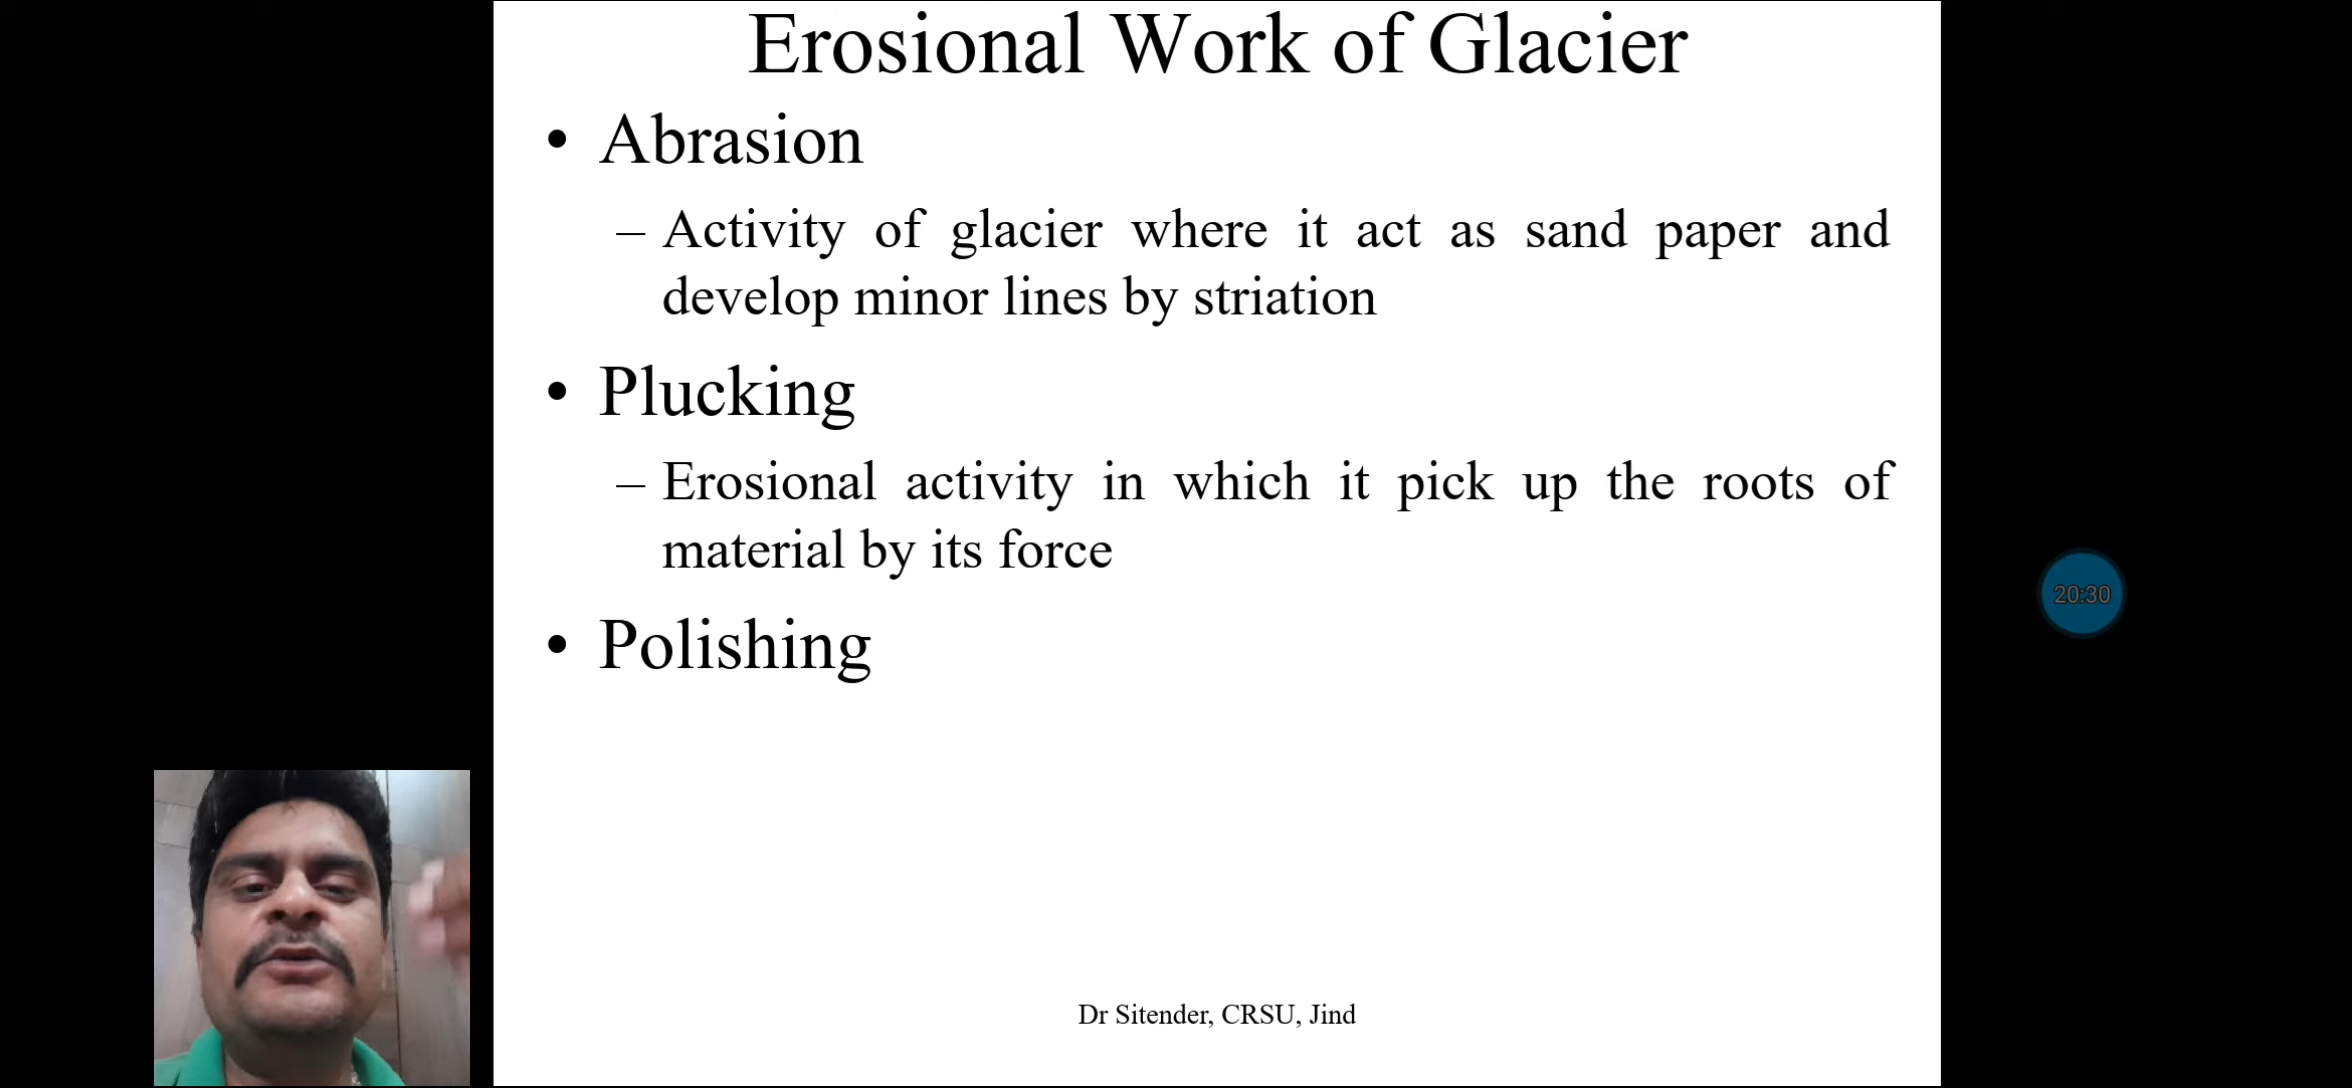 Erosional Work of Glacier
• Abrasion
– Activity of glacier where it act as sand paper and
develop minor lines by striation
• Plucking
– Erosional activity in which it pick up the roots of
material by its force
• Polishing
20:30
Dr Sitender, CRSU, Jind